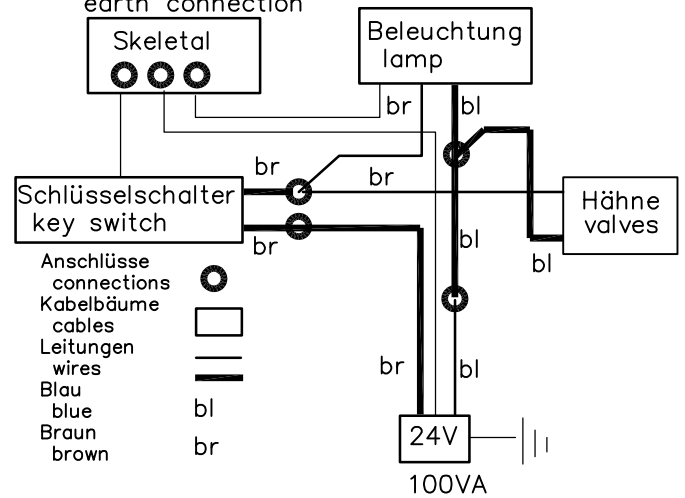 earth connection
Skeletal
Beleuchtung
lamp
br
bl
br
br
Schlüsselschalter
key switch
Hähne
valves
br
bl
bl
Anschlüsse
connections
Kabelbäume
cables
Leitungen
wires
br
bl
Blau
blue
bl
Braun
brown
br
24V
100VA